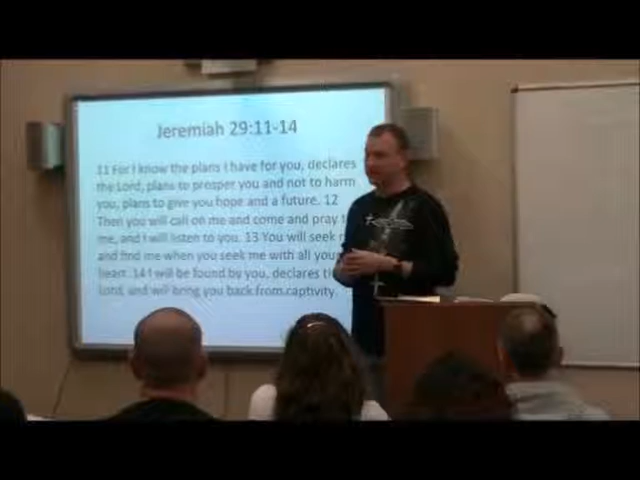 Jeremiah 29:11-14
11 For I know the plans I have for you, declares
the Lord, plans to prosper you and not to harm
you, plans to give you hope and a future. 12
Then you will call on me and come and pray
me, and I will listen to you. 13 You will seek
and find me when you seek me with all you
heart. 14 I will be found by you, declares t
Lord, and will bring you back from captivity.